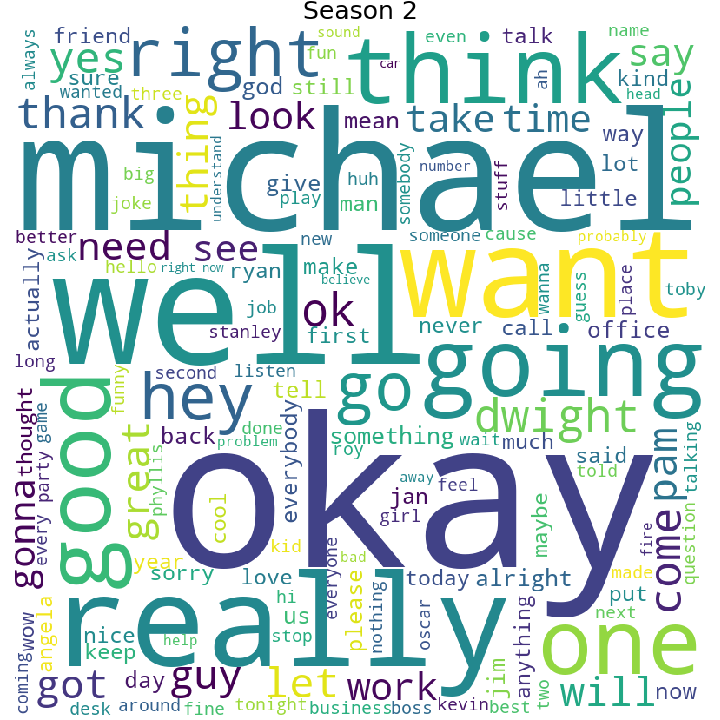 Season 2
always
friend
yes
sure
wanted
three
right
sound
fun
god
still
think
car
even
talk
ah
say
name
kind
head
people
thank
thing
understand
look
mean
take
time
way
lot
little
michael
big
joke
give
play
huh
man
somebody
number
stuff
better
ask
need
see
new
someone
cause
probably
actually
hello
right now
ryan
make
believe
want
wanna
guess
place
toby
well
job
stanley
ok
first
never
call
office
long
second
listen
funny
hey
tell
go
going
good
gonna
thought
every
party
game
great
phyllis
back
done
problem
everybody
something
roy
wait
much
dwight
said
told
pam
talking
come
question
fire
okay
cool
away
feel
jan
girl
maybe
year
kid
everyone
bad
sorry
love
today
alright
put
made
next
really
hi
us
stop
please
nothing
oscar
anything
one
angela
wow
coming
nice
keep
help
got
day
guy
let
work
jim
best
two
will
now
desk
around
fine
tonight
business
boss
kevin